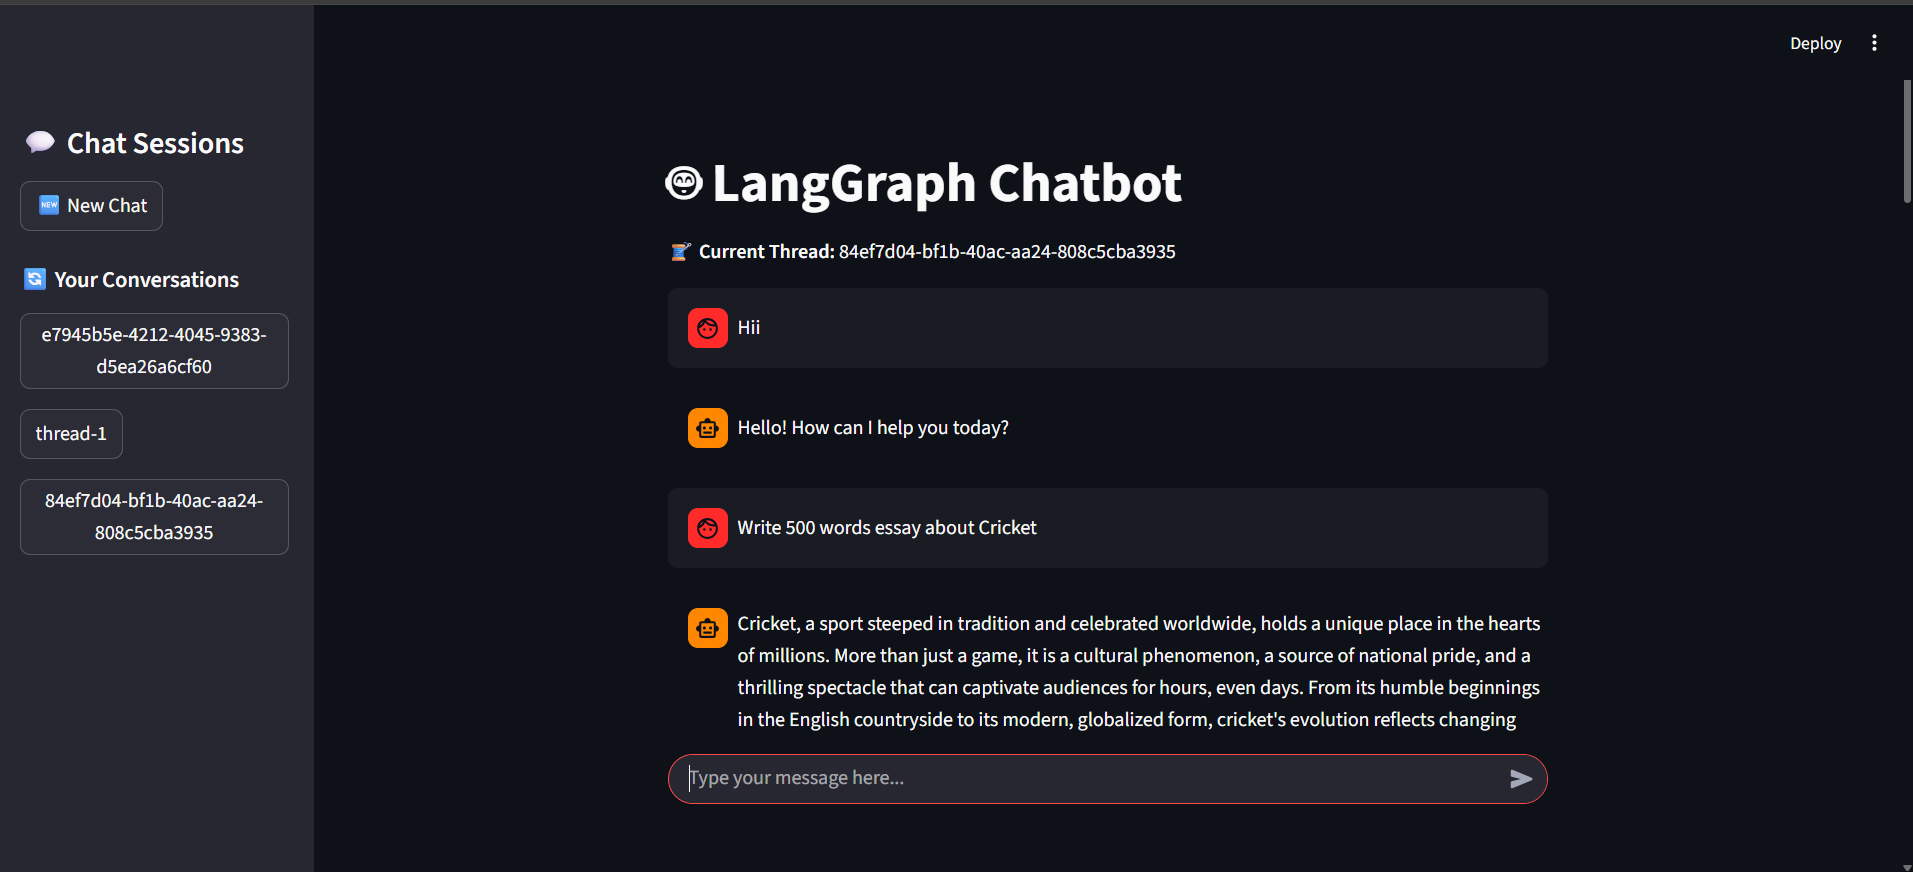 Deploy
Chat Sessions
NEW New Chat
Your Conversations
e7945b5e-4212-4045-9383-
d5ea26a6cf60
thread-1
84ef7d04-bf1b-40ac-aa24-
808c5cba3935
LangGraph Chatbot
Current Thread: 84ef7d04-bf1b-40ac-aa24-808c5cba3935
Hii
Hello! How can I help you today?
Write 500 words essay about Cricket
Cricket, a sport steeped in tradition and celebrated worldwide, holds a unique place in the hearts
of millions. More than just a game, it is a cultural phenomenon, a source of national pride, and a
thrilling spectacle that can captivate audiences for hours, even days. From its humble beginnings
in the English countryside to its modern, globalized form, cricket's evolution reflects changing
Type your message here...